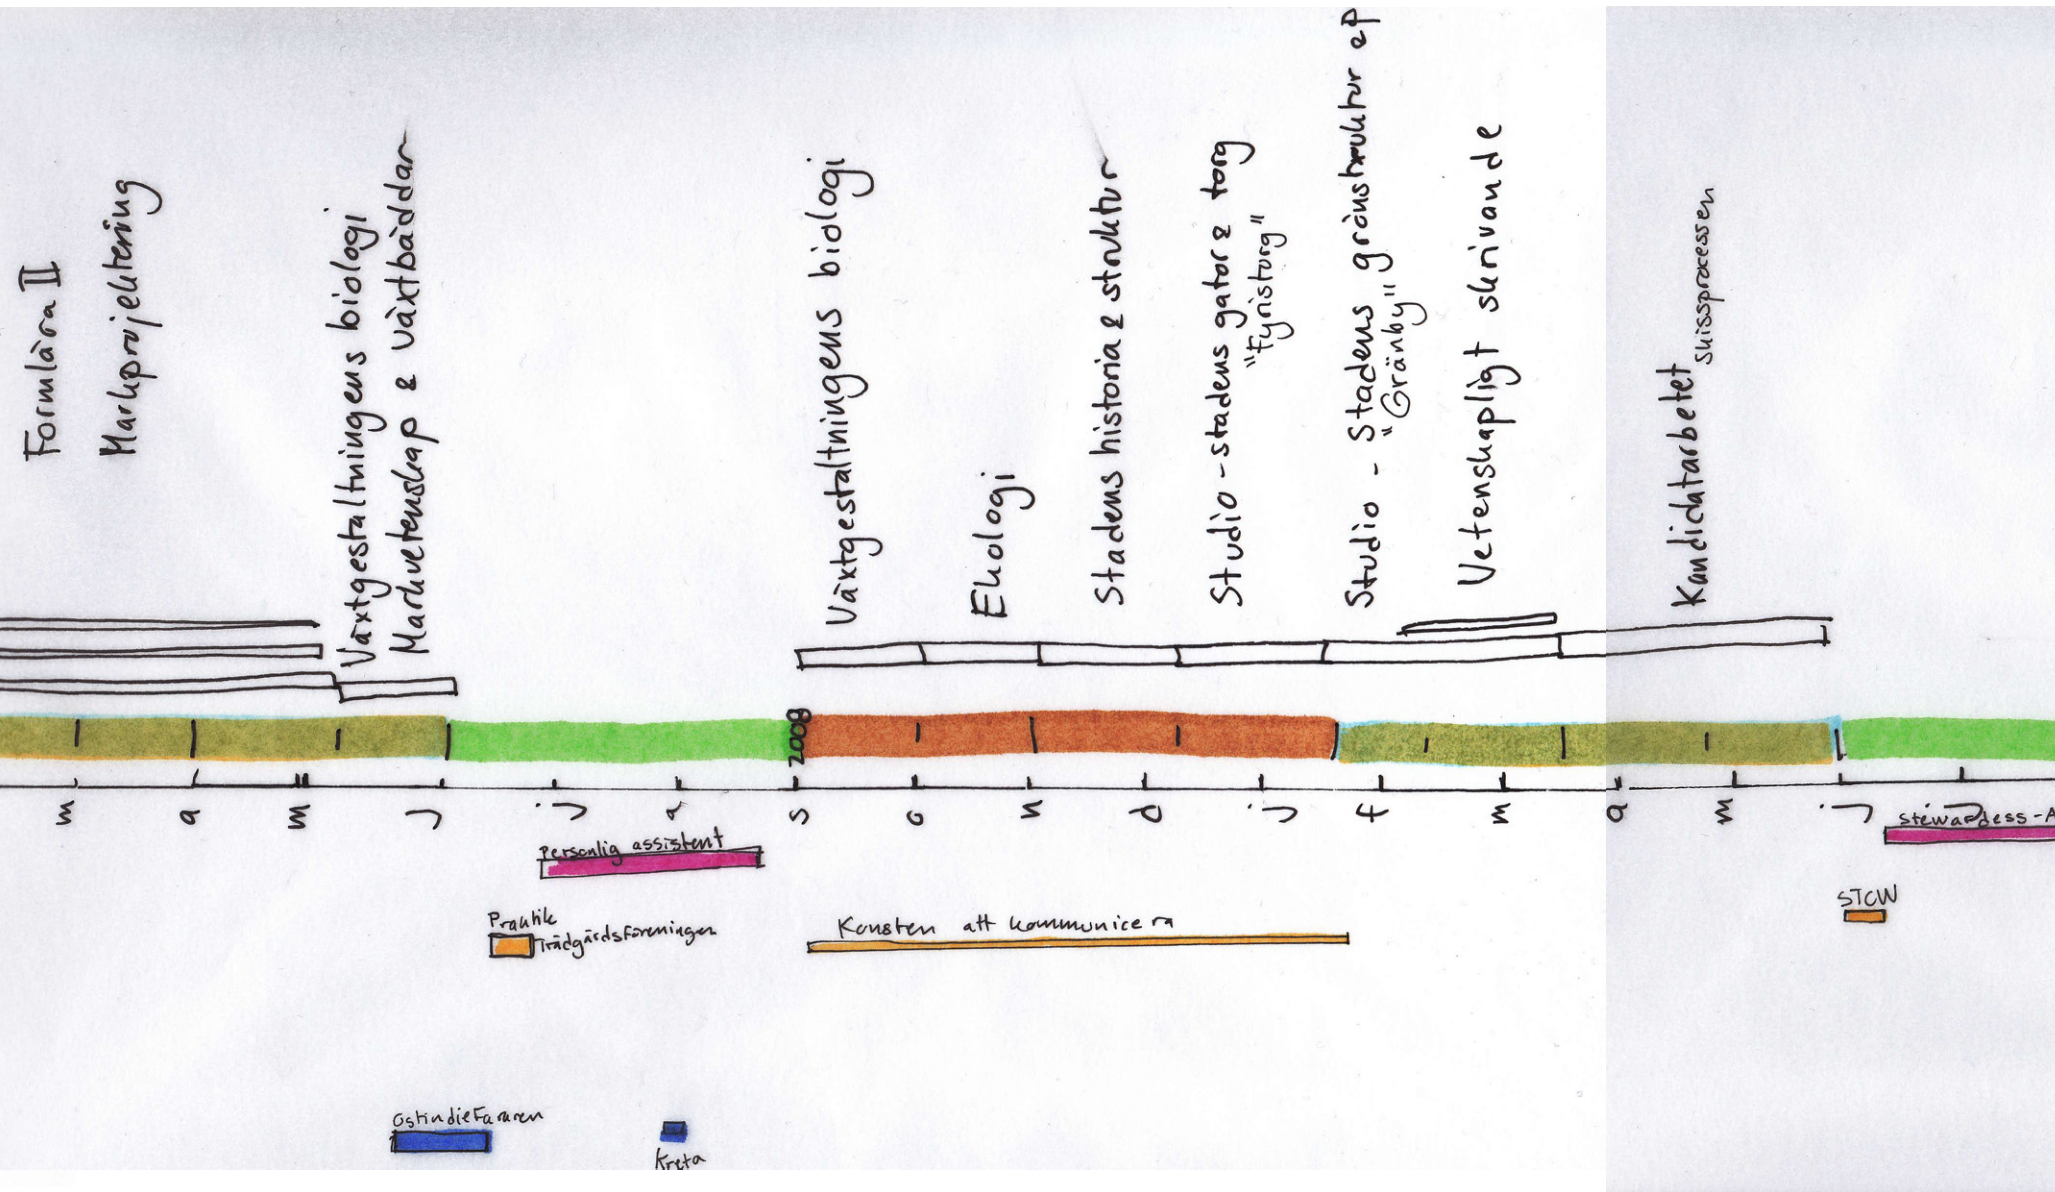 Formlära II
Markprojektering
Växtgestaltningens biologi
Markvetenskap & växtbäddar
Växtgestaltningens biologi
Ekologi
Stadens historia & struktur
Studio - stadens gator & torg
"Fyristorg"
Studio - Stadens grönstruktur
"Gränby"
Vetenskapligt skrivande
Kandidatarbetet
Skissprocessen
2008
m
a
m
j
j
a
s
o
n
d
j
f
m
a
m
j
j
Personlig assistent
Stewardess - A
Praktik
Trädgårdsföreningen
Konsten att kommunicera
STCW
Ostindiefararen
Kreta